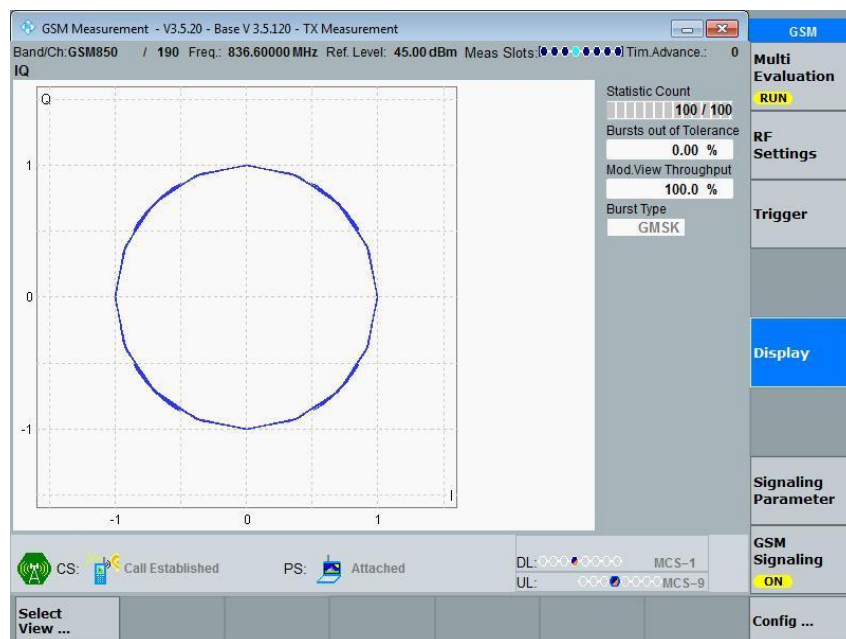 GSM Measurement - V3.5.20 - Base V 3.5.120 - TX Measurement
GSM
Band/Ch:GSM850 / 190 Freq.: 836.60000 MHz Ref. Level: 45.00 dBm Meas Slots: Tim.Advance.: 0
IQ
Multi
Evaluation
RUN
Q
Statistic Count
100 / 100
Bursts out of Tolerance
0.00 %
Mod.View Throughput
100.0 %
Burst Type
GMSK
RF
Settings
Trigger
1
0
-1
I
-1 0 1
Display
Signaling
Parameter
CS: Call Established PS: Attached
DL: MCS-1
UL: MCS-9
GSM
Signaling
ON
Select
View ...
Config ...